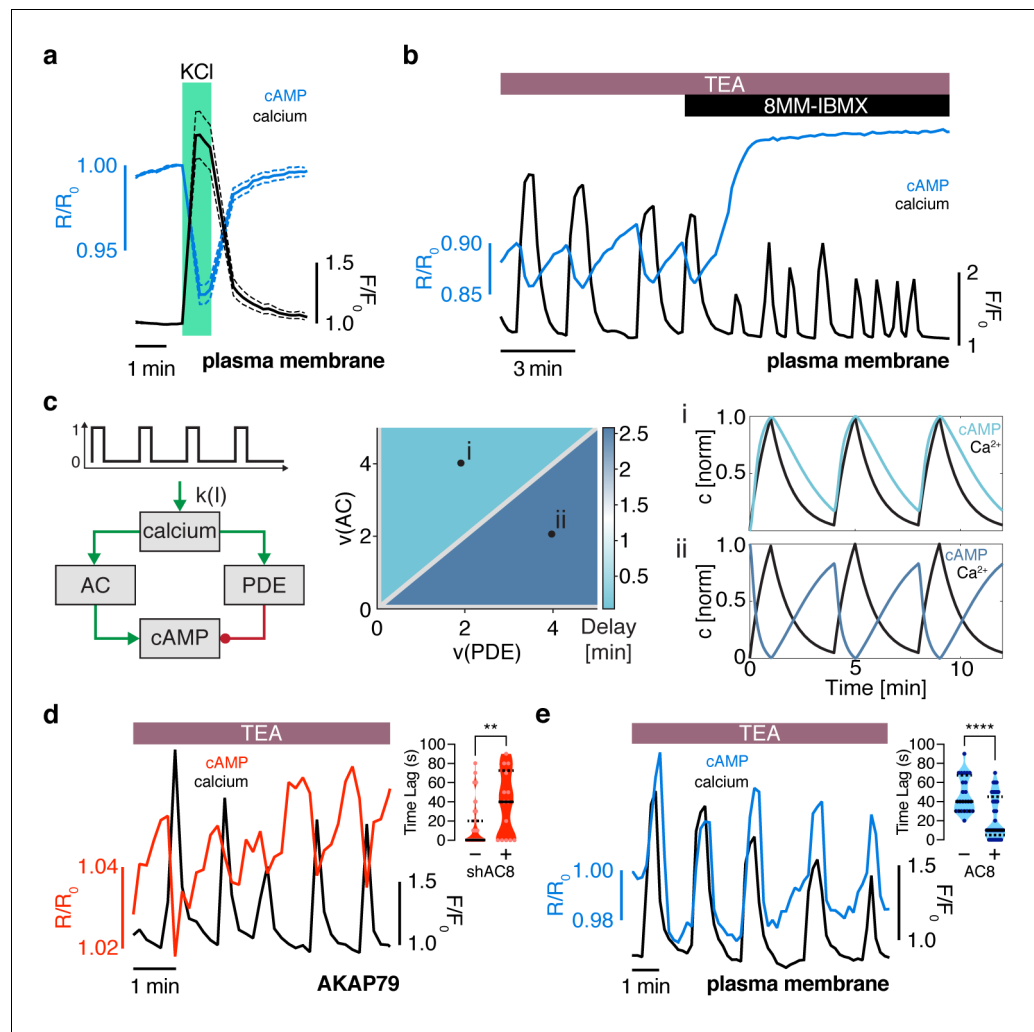 a
KCl
cAMP
calcium
1.00
0.95
R/R0
1.5
1.0
F/F0
1 min
plasma membrane
b
TEA
8MM-IBMX
cAMP
calcium
0.90
0.85
R/R0
2
1
F/F0
3 min
plasma membrane
c
1
0
k(I)
calcium
AC
PDE
cAMP
v(AC)
4
2
0
0
2
4
v(PDE)
i
ii
2.5
2
1.5
1
0.5
Delay
[min]
i
cAMP
Ca2+
c [norm]
1.0
0.5
ii
cAMP
Ca2+
c [norm]
0
1.0
0.5
0
0
5
10
Time [min]
d
TEA
cAMP
calcium
1.04
1.02
R/R0
1.5
1.0
F/F0
1 min
AKAP79
**
Time Lag (s)
100
80
60
40
20
0
−
+
shAC8
e
TEA
cAMP
calcium
1.00
0.98
R/R0
1.5
1.0
F/F0
1 min
plasma membrane
****
Time Lag (s)
100
80
60
40
20
0
−
+
AC8